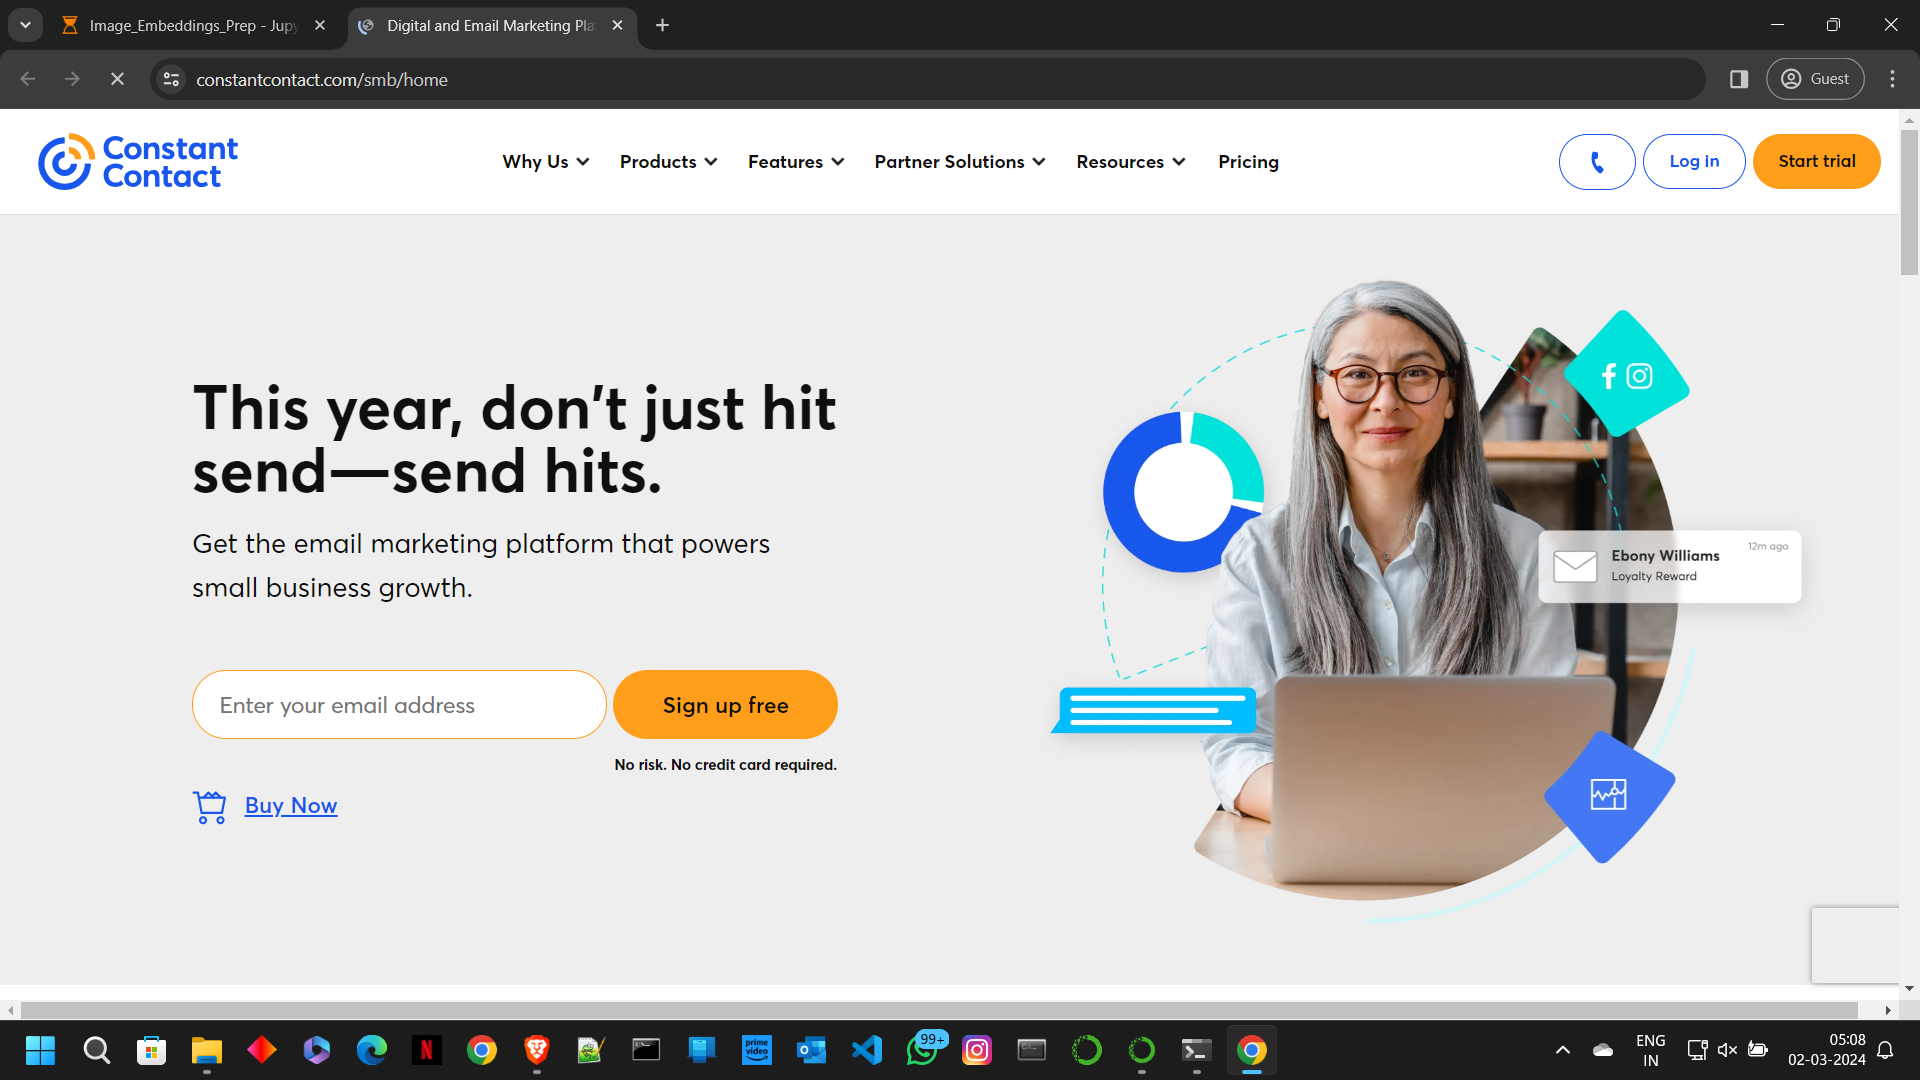 Image_Embeddings_Prep - Jupy
Digital and Email Marketing Pla
constantcontact.com/smb/home
Guest
Constant
Contact
Why Us
Products
Features
Partner Solutions
Resources
Pricing
Log in
Start trial
This year, don't just hit
send—send hits.
Get the email marketing platform that powers
small business growth.
Enter your email address
Sign up free
No risk. No credit card required.
Buy Now
Ebony Williams
12m ago
Loyalty Reward
prime
video
99+
ENG
IN
05:08
02-03-2024